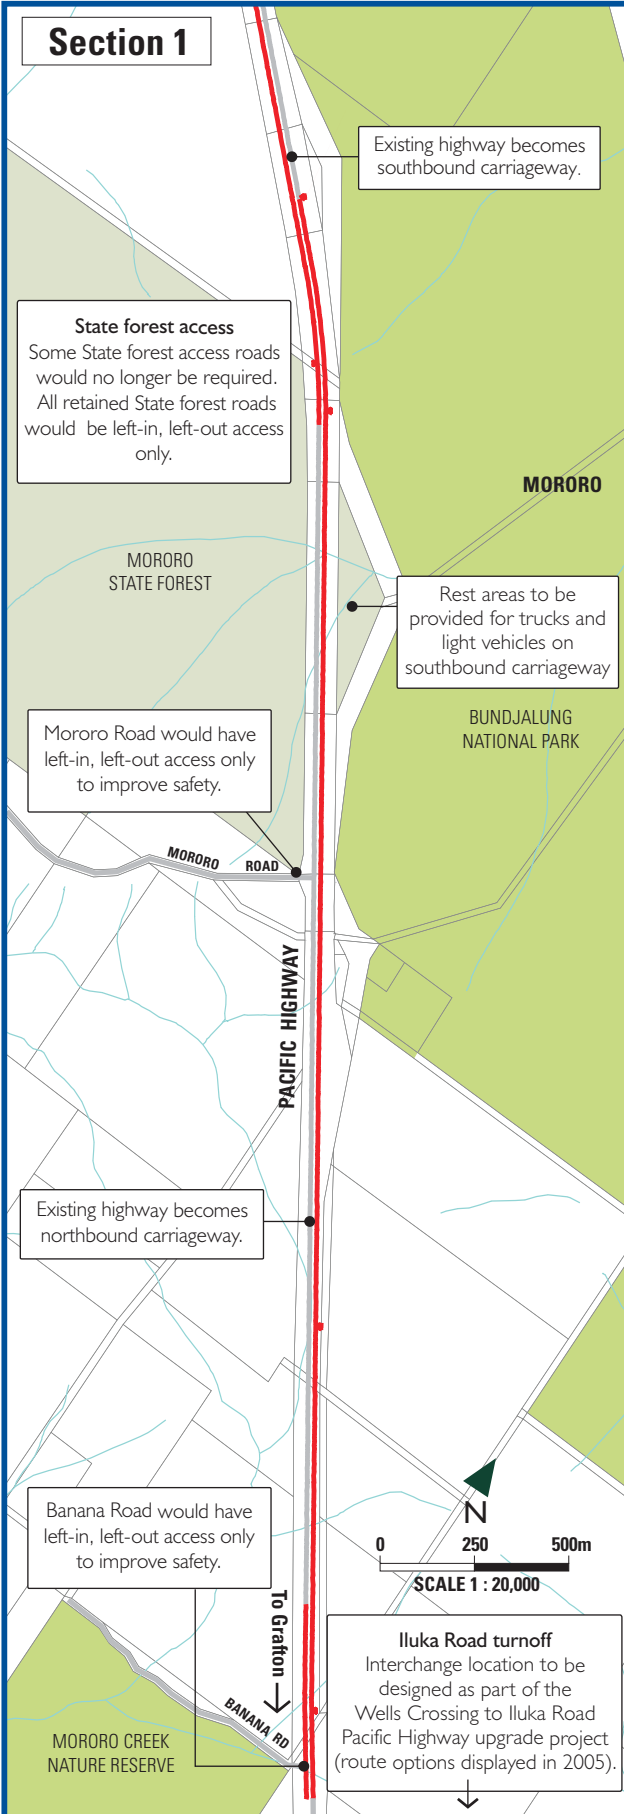 Section 1
Existing highway becomes
southbound carriageway.
State forest access
Some State forest access roads
would no longer be required.
All retained State forest roads
would be left-in, left-out access
only.
MORORO
MORORO
STATE FOREST
Rest areas to be
provided for trucks and
light vehicles on
southbound carriageway
BUNDJALUNG
NATIONAL PARK
Mororo Road would have
left-in, left-out access only
to improve safety.
MORORO ROAD
PACIFIC HIGHWAY
Existing highway becomes
northbound carriageway.
Banana Road would have
left-in, left-out access only
to improve safety.
N
0 250 500m
SCALE 1 : 20,000
To Grafton
BANANA RD
Iluka Road turnoff
Interchange location to be
designed as part of the
Wells Crossing to Iluka Road
Pacific Highway upgrade project
(route options displayed in 2005).
MORORO CREEK
NATURE RESERVE